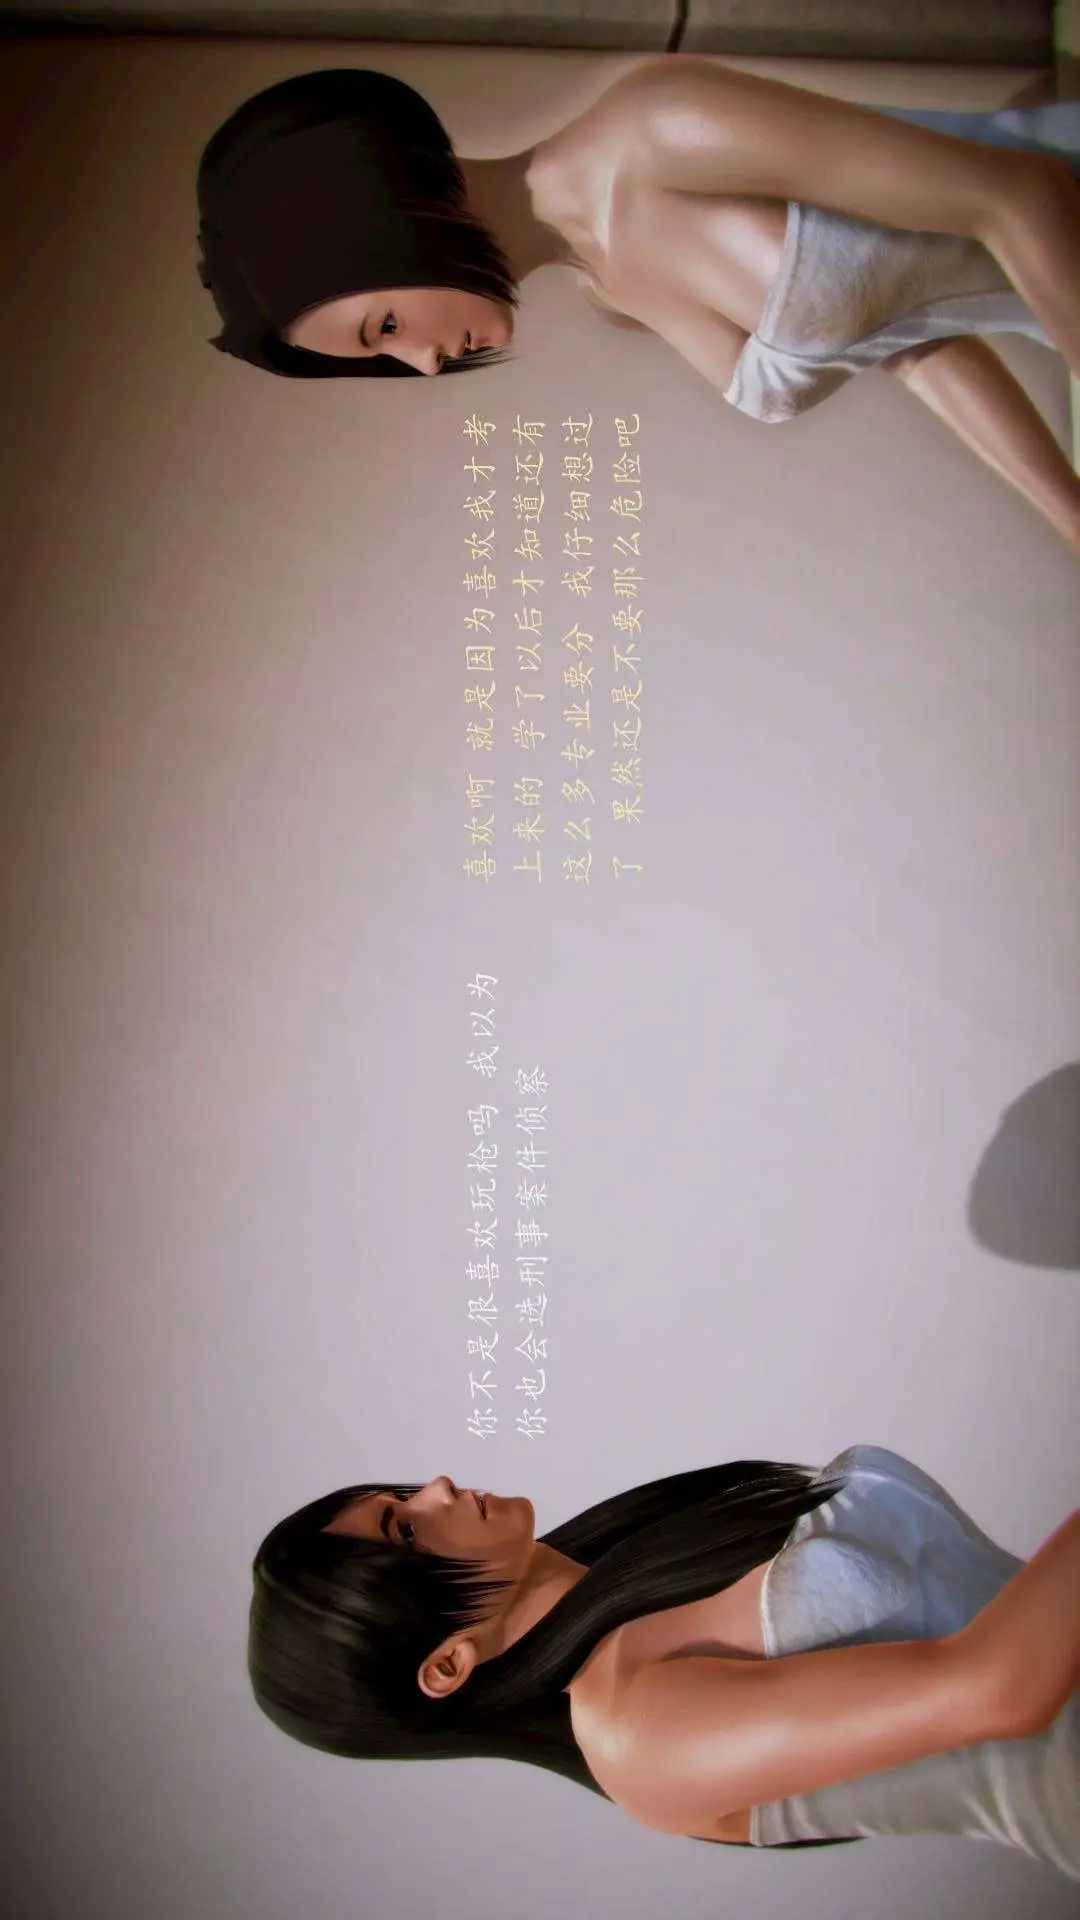 你不是很喜欢玩枪吗 我以为
你也会选刑事案件侦察
喜欢啊 就是因为喜欢我才考
上来的 学了以后才知道还有
这么多专业要分 我仔细想过
了 果然还是不要那么危险吧